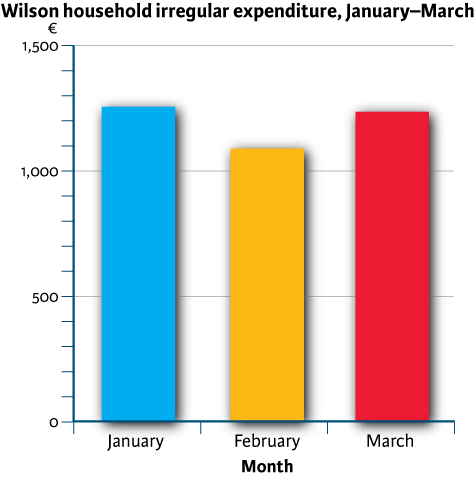 Wilson household irregular expenditure, January–March
€
1,500
1,000
500
0
January February March
Month